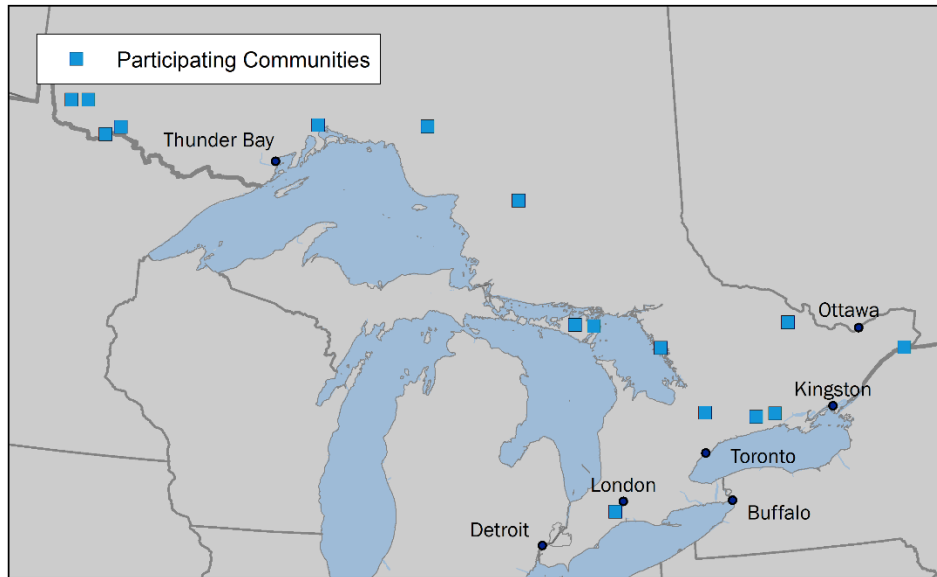 Participating Communities
Thunder Bay
Ottawa
Kingston
Toronto
London
Buffalo
Detroit